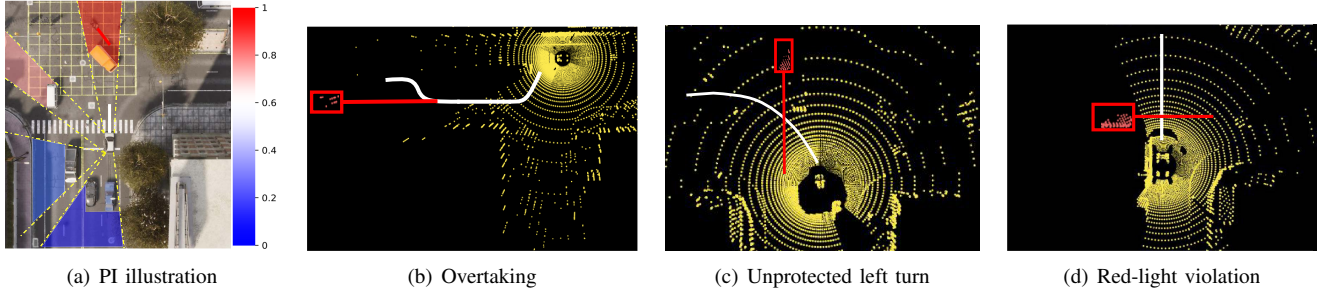 1
0.8
0.6
0.4
0.2
0
(a) PI illustration
(b) Overtaking
(c) Unprotected left turn
(d) Red-light violation